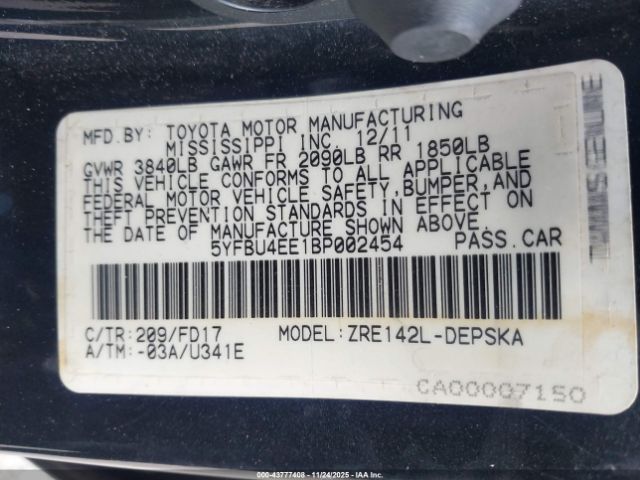 MFD.BY: TOYOTA MOTOR MANUFACTURING
MISSISSIPPI INC. 12/11
GVWR 3840LB GAWR FR 2090LB RR 1850LB
THIS VEHICLE CONFORMS TO ALL APPLICABLE
FEDERAL MOTOR VEHICLE SAFETY,BUMPER,AND
THEFT PREVENTION STANDARDS IN EFFECT ON
THE DATE OF MANUFACTURE SHOWN ABOVE.
5YFBU4EE1BP002454 PASS.CAR
C/TR:209/FD17 MODEL:ZRE142L-DEPSKA
A/TM:-03A/U341E
CA00007150
00-43777408 - 11/24/2025 - IAA Inc.